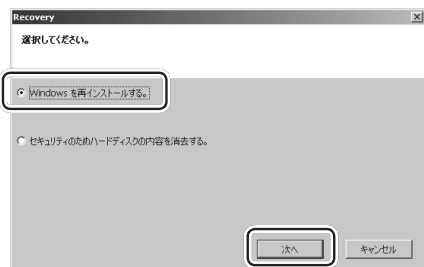 Recovery
選択してください。
Windows を再インストールする。
セキュリティのためハードディスクの内容を消去する。
次へ
キャンセル